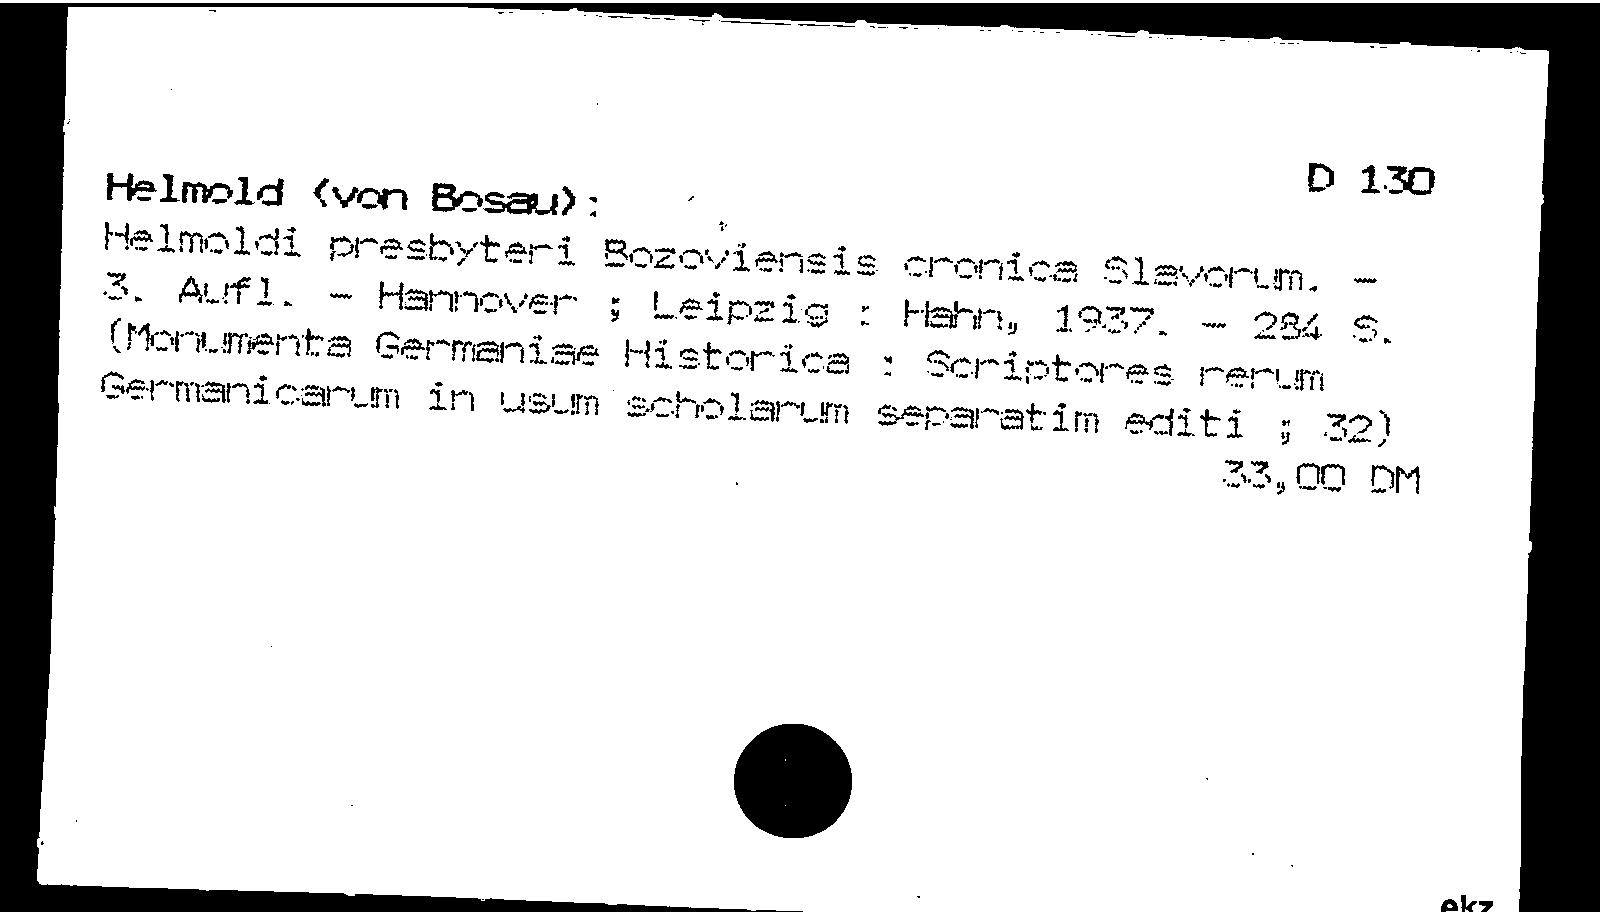 D 130
Helmold (von Bosau):
Helmoldi presbyteri Bozoviensis cronica Slavorum. -
3. Aufl. - Hannover ; Leipzig : Hahn, 1937. - 284 S.
(Monumenta Germaniae Historica : Scriptores rerum
Germanicarum in usum scholarum separatim editi ; 32)
33,00 DM
ekz